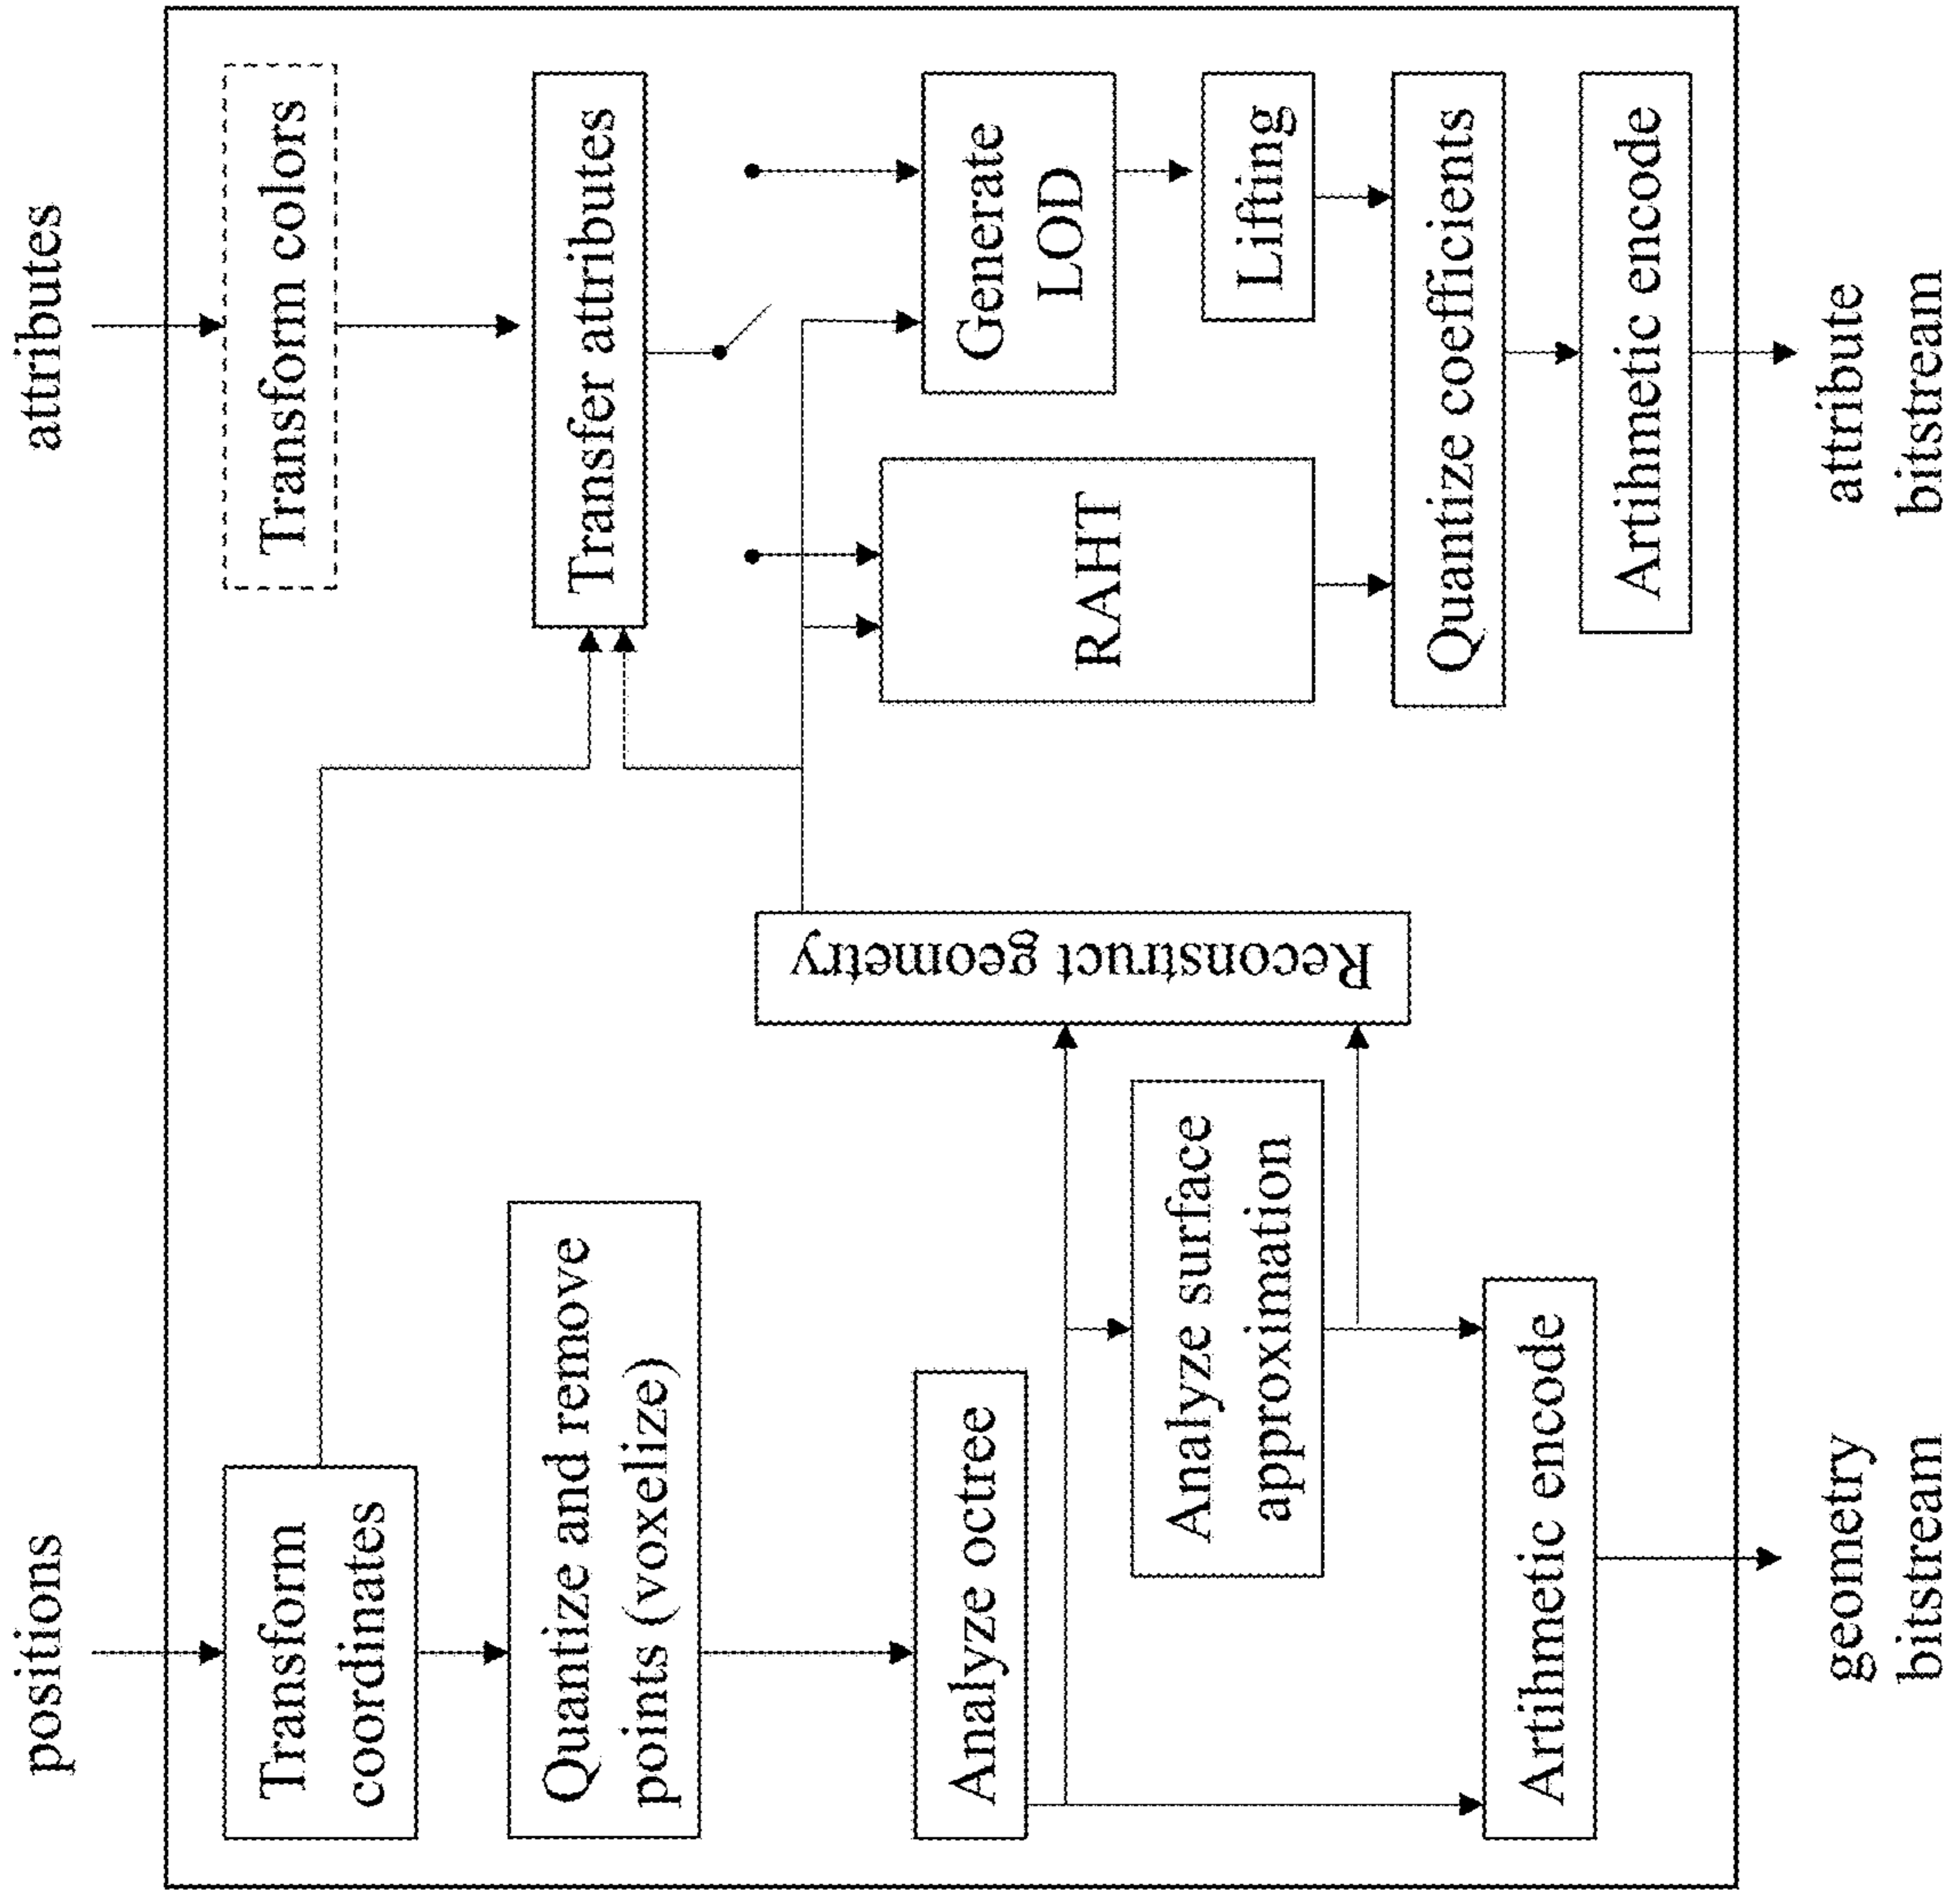 positions
attributes
Transform
coordinates
Transform colors
Quantize and remove
points (voxelize)
Transfer attributes
Analyze octree
Reconstruct geometry
Analyze surface
approximation
RAHT
Generate
LOD
Lifting
Quantize coefficients
Artihmetic encode
Artihmetic encode
geometry
bitstream
attribute
bitstream